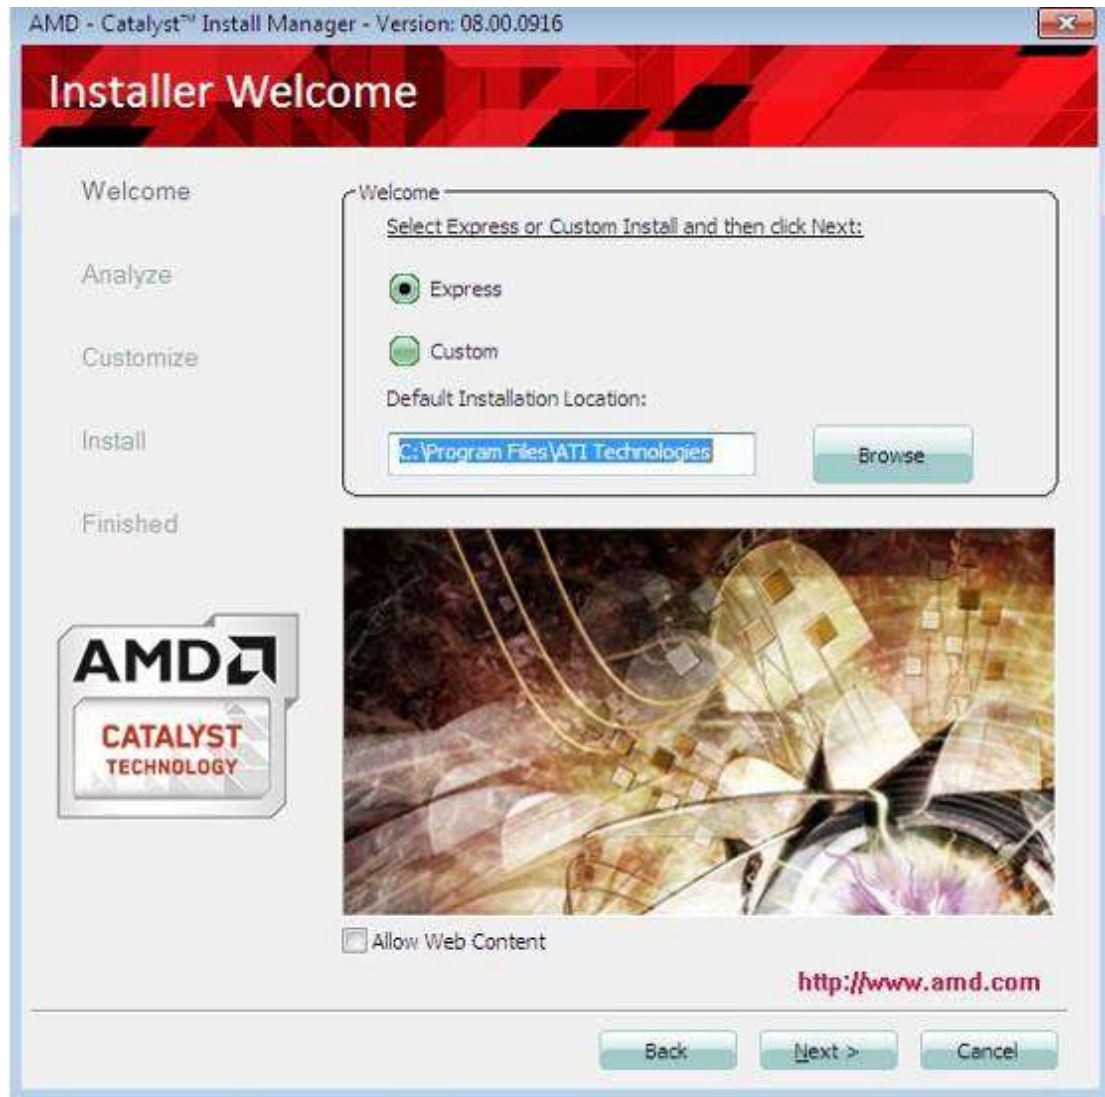 AMD - Catalyst™ Install Manager - Version: 08.00.0916
Installer Welcome
Welcome
Analyze
Customize
Install
Finished
Welcome
Select Express or Custom Install and then click Next:
Express
Custom
Default Installation Location:
C:\Program Files\ATI Technologies
Browse
AMD
CATALYST
TECHNOLOGY
Allow Web Content
http://www.amd.com
Back
Next >
Cancel